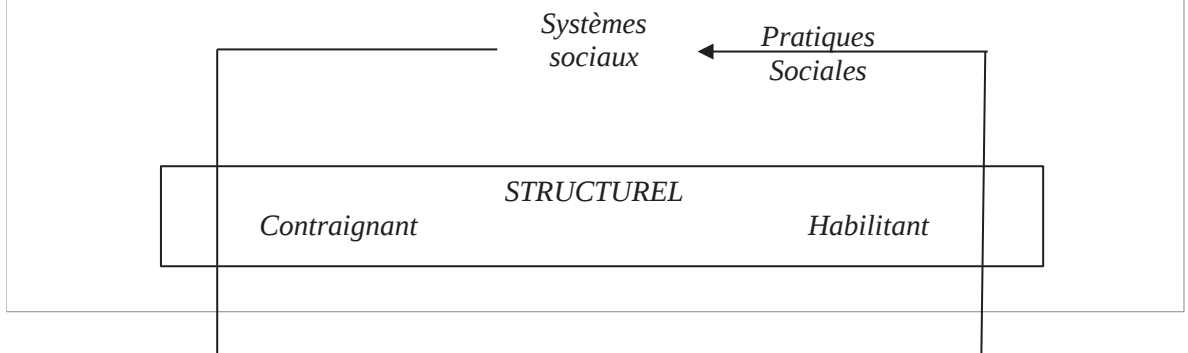 Systèmes
sociaux
Pratiques
Sociales
STRUCTUREL
Contraignant Habilitant